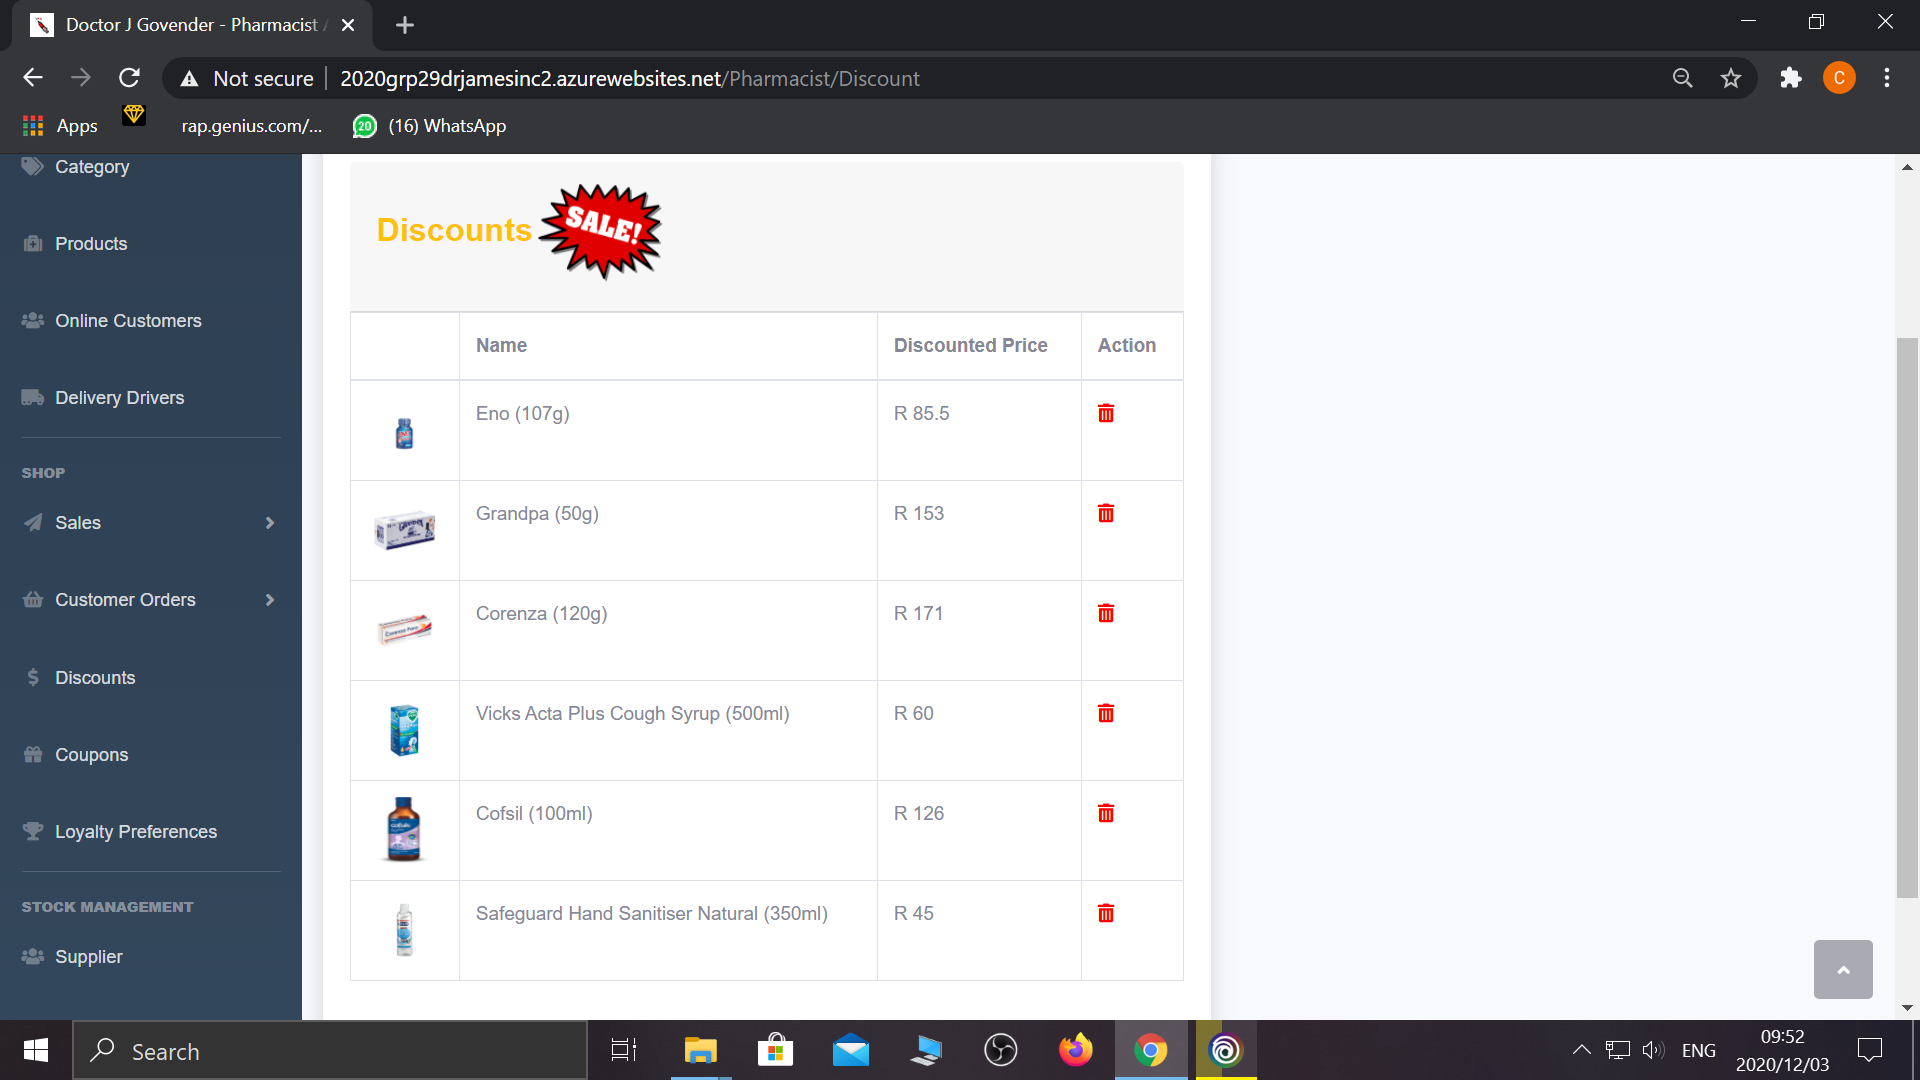 Doctor J Govender - Pharmacist
Not secure
2020grp29drjamesinc2.azurewebsites.net/Pharmacist/Discount
C
Apps
rap.genius.com/...
20
(16) WhatsApp
Category
Products
Online Customers
Delivery Drivers
SHOP
Sales
Customer Orders
Discounts
Coupons
Loyalty Preferences
STOCK MANAGEMENT
Supplier
Discounts
SALE!
Name Discounted Price Action
Eno (107g) R 85.5
Grandpa (50g) R 153
Corenza (120g) R 171
Vicks Acta Plus Cough Syrup (500ml) R 60
Cofsil (100ml) R 126
Safeguard Hand Sanitiser Natural (350ml) R 45
Search
ENG
09:52
2020/12/03